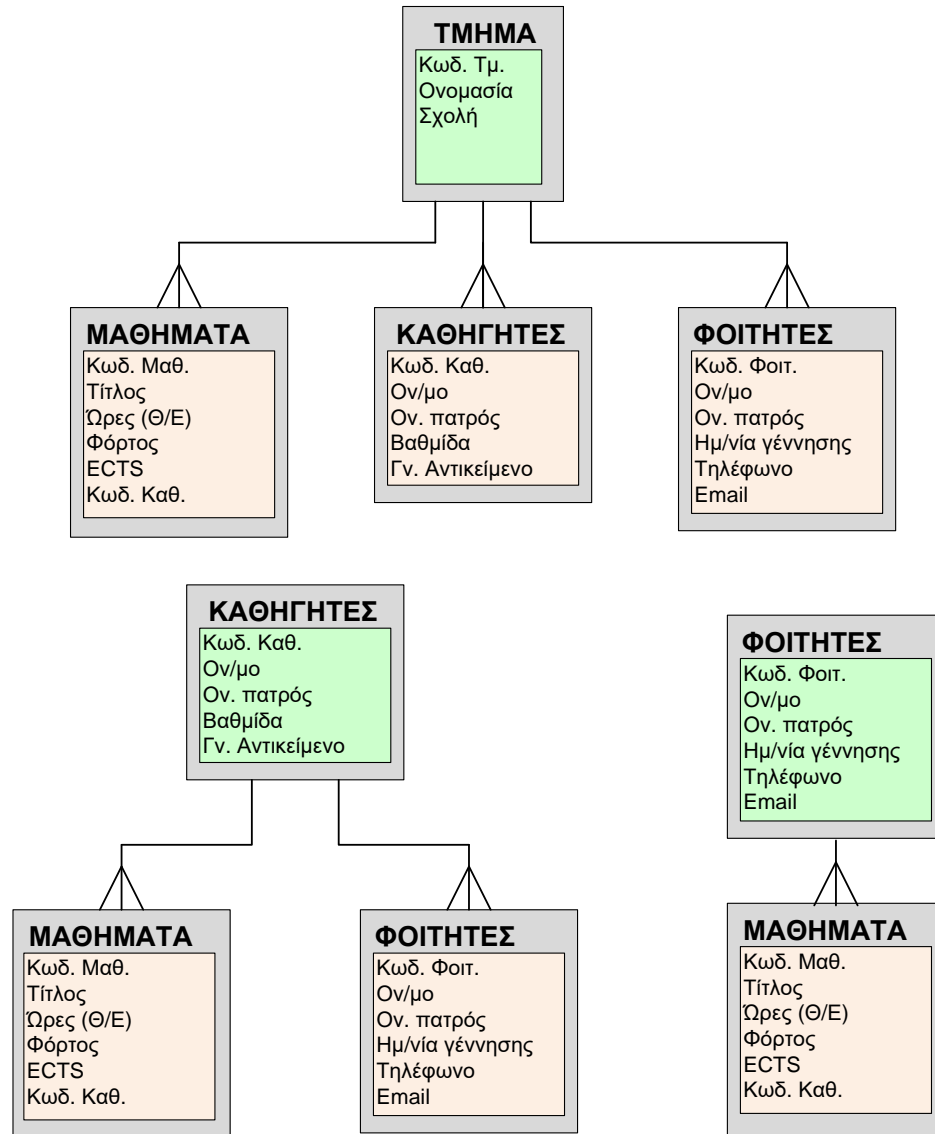 ΤΜΗΜΑ
Κωδ. Τμ.
Ονομασία
Σχολή
ΜΑΘΗΜΑΤΑ
Κωδ. Μαθ.
Τίτλος
Ώρες (Θ/Ε)
Φόρτος
ECTS
Κωδ. Καθ.
ΚΑΘΗΓΗΤΕΣ
Κωδ. Καθ.
Ον/μο
Ον. πατρός
Βαθμίδα
Γν. Αντικείμενο
ΦΟΙΤΗΤΕΣ
Κωδ. Φοιτ.
Ον/μο
Ον. πατρός
Ημ/νία γέννησης
Τηλέφωνο
Email
ΚΑΘΗΓΗΤΕΣ
Κωδ. Καθ.
Ον/μο
Ον. πατρός
Βαθμίδα
Γν. Αντικείμενο
ΜΑΘΗΜΑΤΑ
Κωδ. Μαθ.
Τίτλος
Ώρες (Θ/Ε)
Φόρτος
ECTS
Κωδ. Καθ.
ΦΟΙΤΗΤΕΣ
Κωδ. Φοιτ.
Ον/μο
Ον. πατρός
Ημ/νία γέννησης
Τηλέφωνο
Email
ΦΟΙΤΗΤΕΣ
Κωδ. Φοιτ.
Ον/μο
Ον. πατρός
Ημ/νία γέννησης
Τηλέφωνο
Email
ΜΑΘΗΜΑΤΑ
Κωδ. Μαθ.
Τίτλος
Ώρες (Θ/Ε)
Φόρτος
ECTS
Κωδ. Καθ.